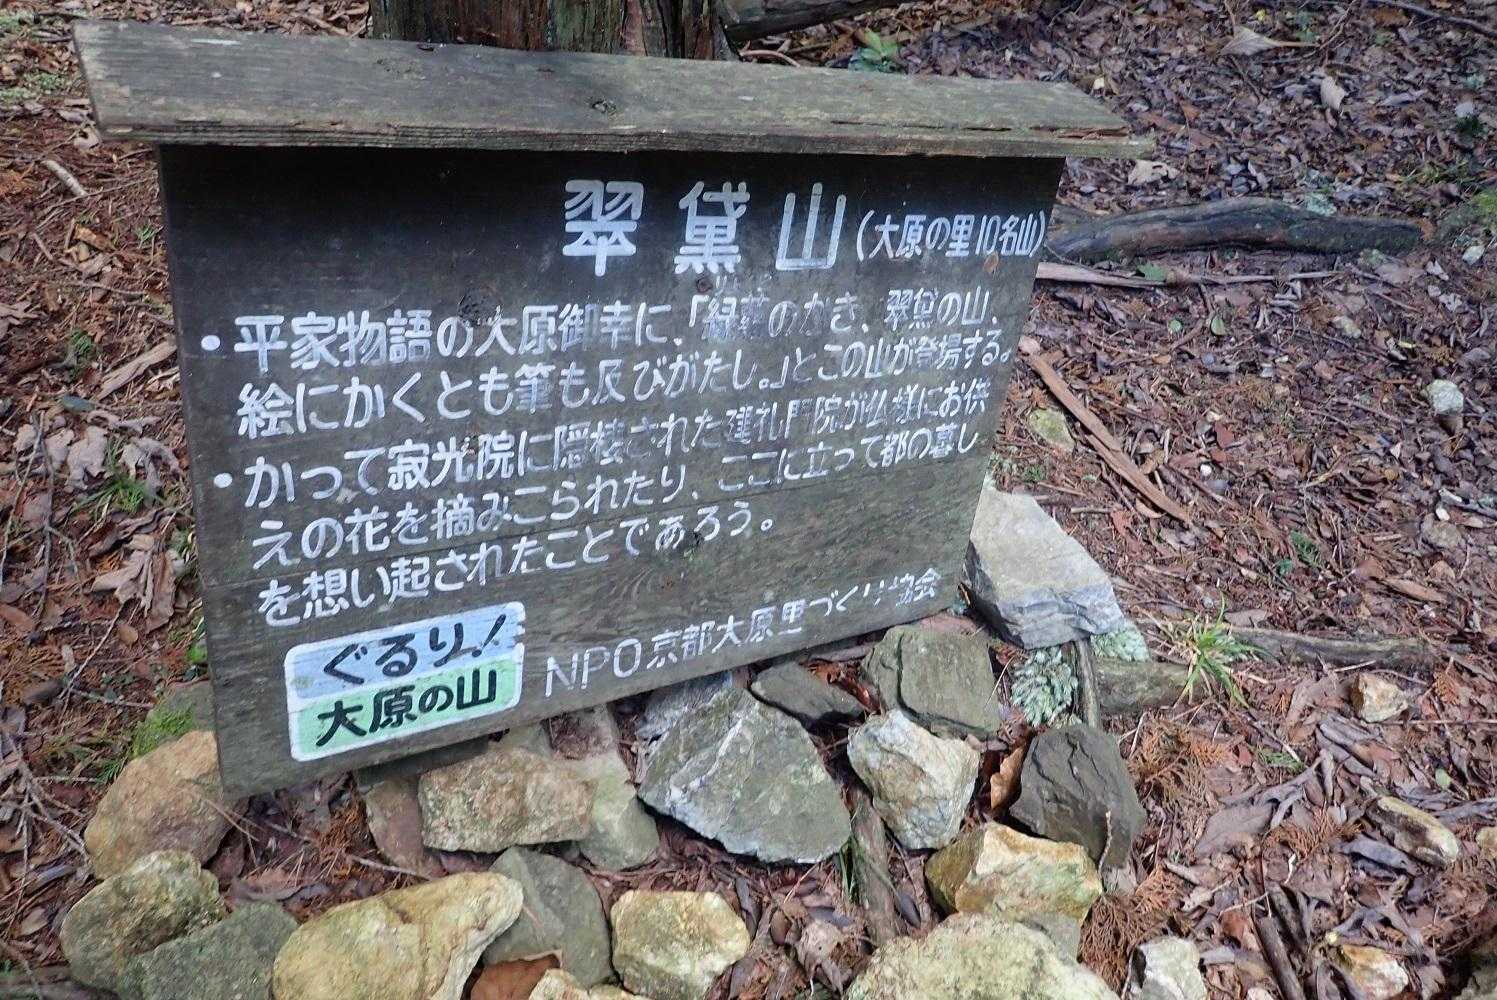 翠黛山(大原の里10名山)
・平家物語の大原御幸に、「緑蘿のかき、翠黛の山、
絵にかくとも筆も及びがたし。」とこの山が登場する。
・かって寂光院に隠棲された建礼門院が仏様にお供
えの花を摘みこられたり、ここに立って都の暮し
を想い起されたことであろう。
ぐるり!
大原の山
NPO京都大原里づくり協会